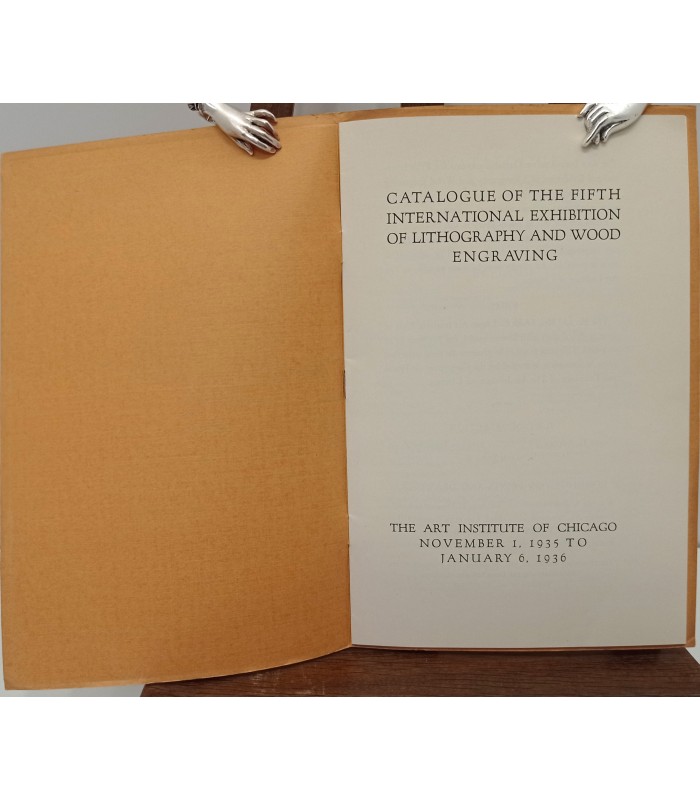 CATALOGUE OF THE FIFTH
INTERNATIONAL EXHIBITION
OF LITHOGRAPHY AND WOOD
ENGRAVING
THE ART INSTITUTE OF CHICAGO
NOVEMBER 1, 1935 TO
JANUARY 6, 1936